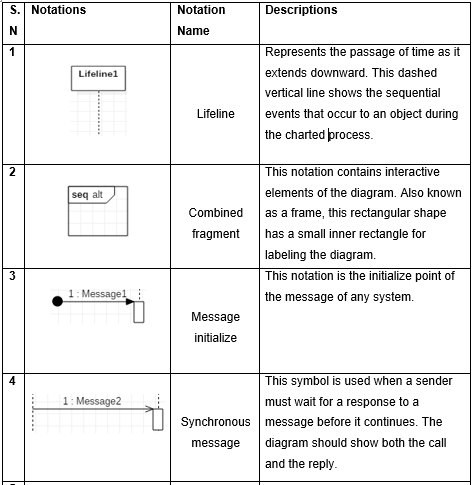 S. N Notations Notation Name Descriptions
1
Lifeline1
Lifeline
Represents the passage of time as it
extends downward. This dashed
vertical line shows the sequential
events that occur to an object during
the charted process.
2
seq alt
Combined
fragment
This notation contains interactive
elements of the diagram. Also known
as a frame, this rectangular shape
has a small inner rectangle for
labeling the diagram.
3
1 : Message1
Message
initialize
This notation is the initialize point of
the message of any system.
4
1 : Message2
Synchronous
message
This symbol is used when a sender
must wait for a response to a
message before it continues. The
diagram should show both the call
and the reply.